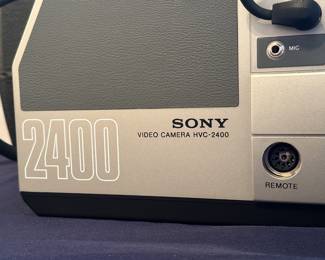 MIC
SONY
VIDEO CAMERA HVC-2400
2400
REMOTE